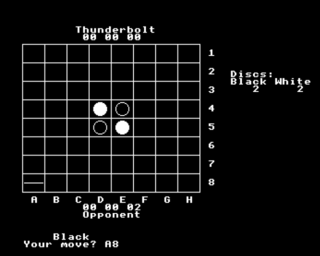 Thunderbolt
00 00 00
1
2
3
4
5
6
7
8
Discs:
Black White
2 2
A B C D E F G H
00 00 02
Opponent
Black
Your move? A8